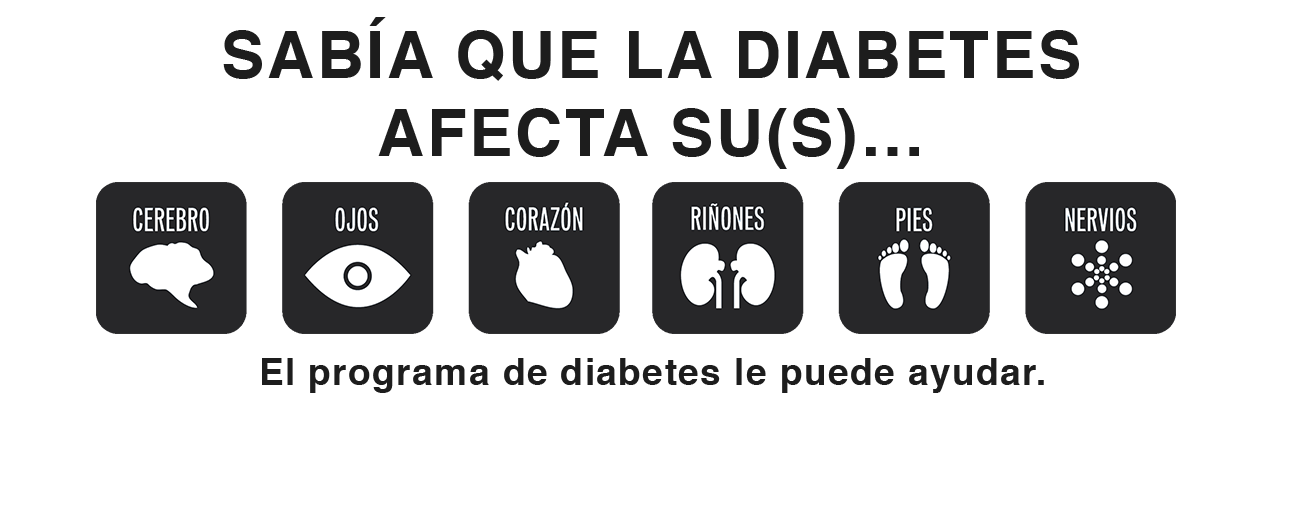 SABÍA QUE LA DIABETES
AFECTA SU(S)...
CEREBRO
OJOS
CORAZÓN
RIÑONES
PIES
NERVIOS
El programa de diabetes le puede ayudar.